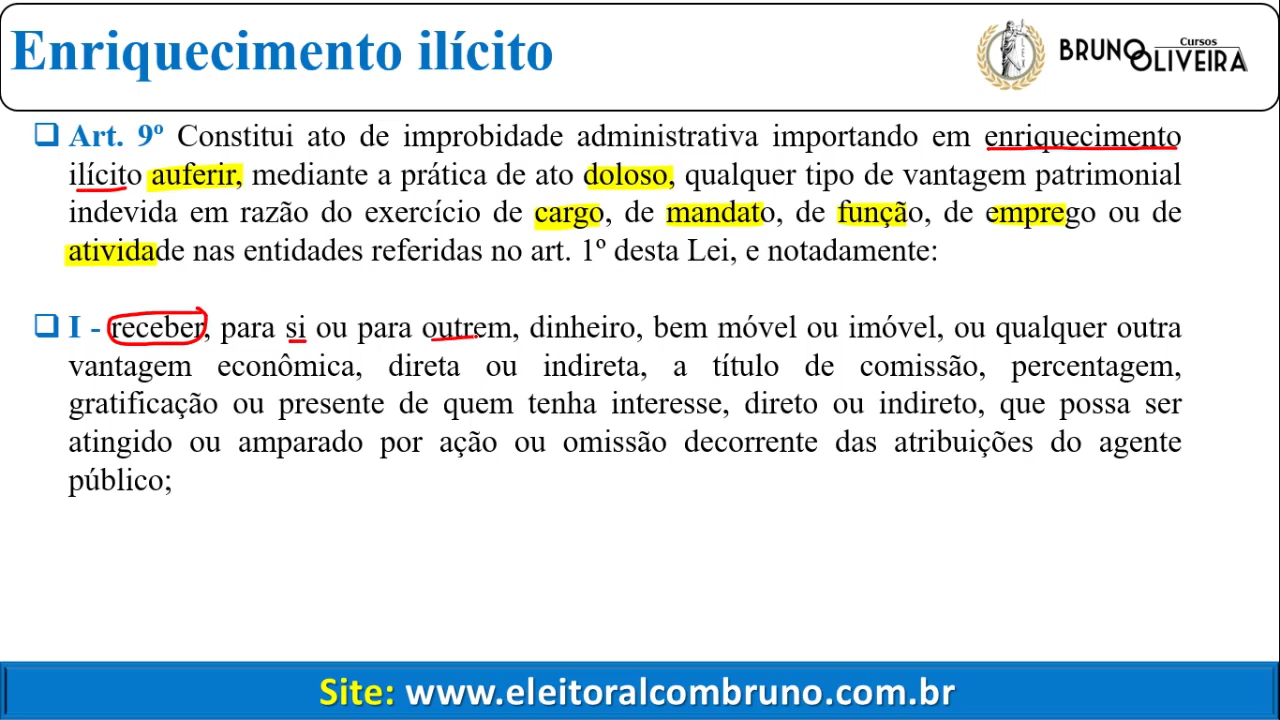 Enriquecimento ilícito
Cursos
BRUNO OLIVEIRA
Art. 9º Constitui ato de improbidade administrativa importando em enriquecimento
ilícito auferir, mediante a prática de ato doloso, qualquer tipo de vantagem patrimonial
indevida em razão do exercício de cargo, de mandato, de função, de emprego ou de
atividade nas entidades referidas no art. 1º desta Lei, e notadamente:
I - receber, para si ou para outrem, dinheiro, bem móvel ou imóvel, ou qualquer outra
vantagem econômica, direta ou indireta, a título de comissão, percentagem,
gratificação ou presente de quem tenha interesse, direto ou indireto, que possa ser
atingido ou amparado por ação ou omissão decorrente das atribuições do agente
público;
Site: www.eleitoralcombruno.com.br